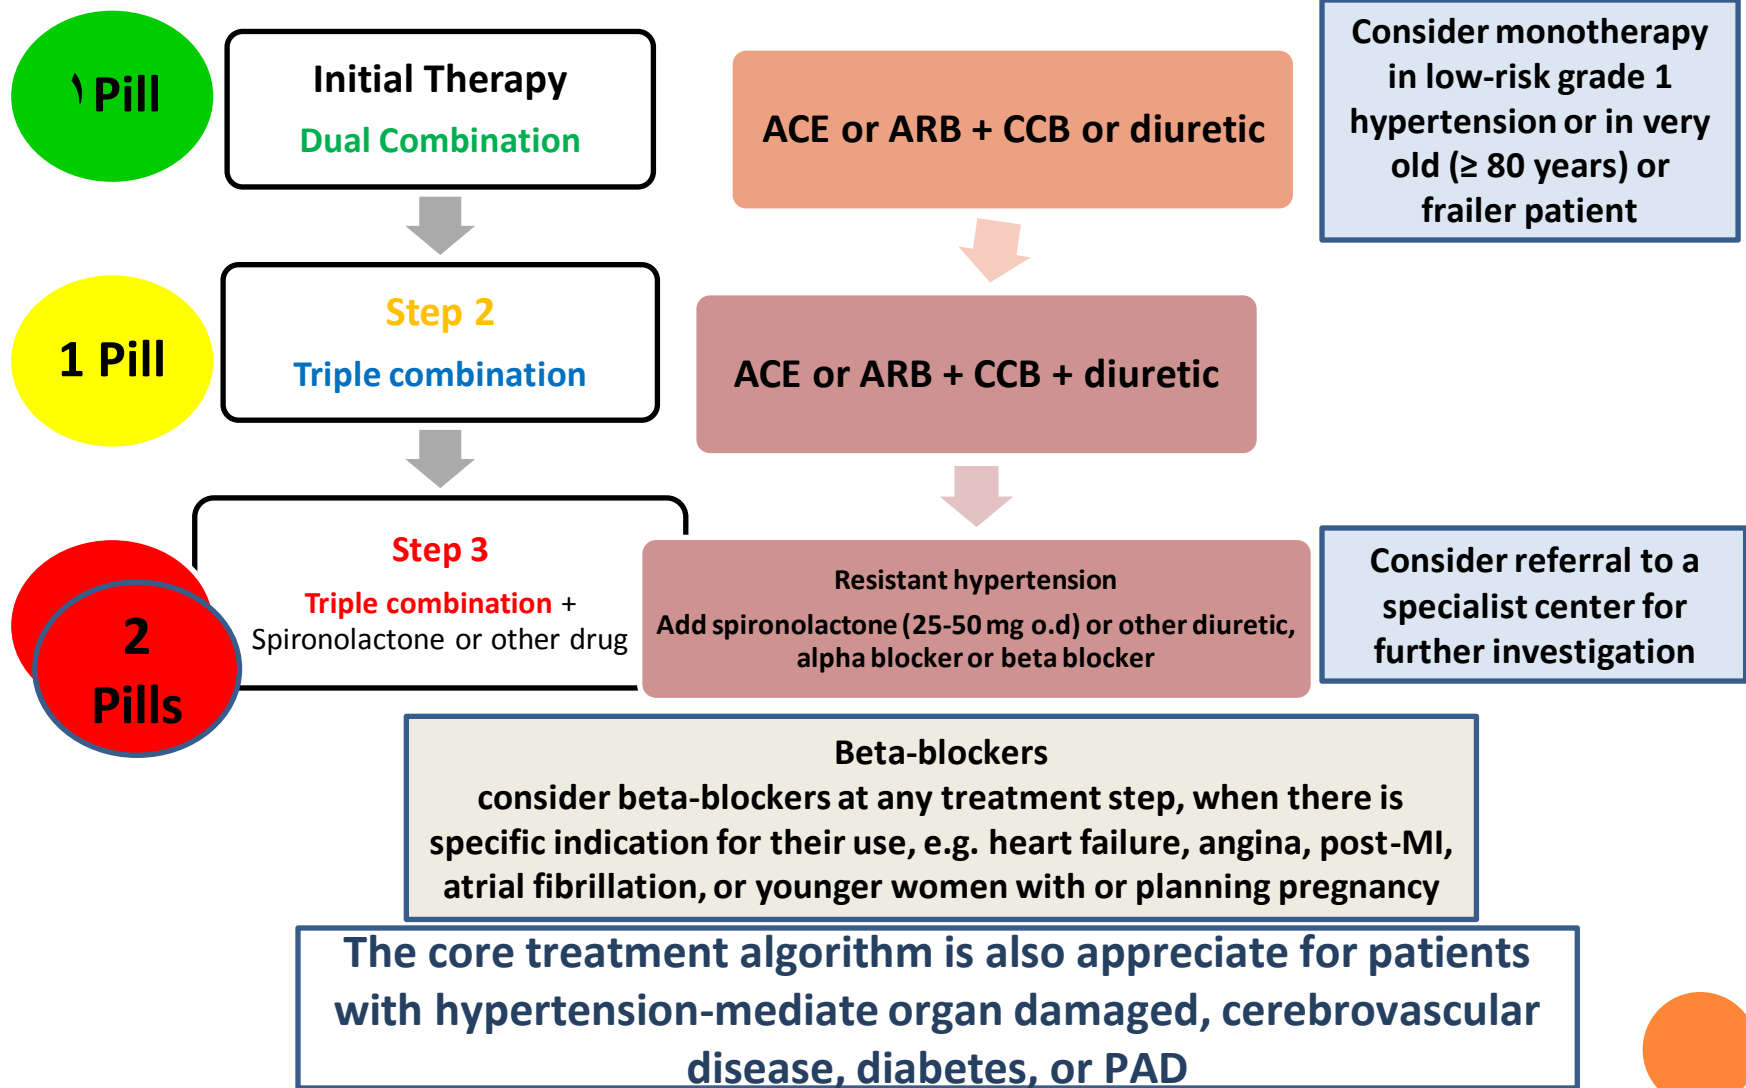 ١ Pill
Initial Therapy
Dual Combination
ACE or ARB + CCB or diuretic
Consider monotherapy
in low-risk grade 1
hypertension or in very
old (≥ 80 years) or
frailer patient
1 Pill
Step 2
Triple combination
ACE or ARB + CCB + diuretic
2
Pills
Step 3
Triple combination +
Spironolactone or other drug
Resistant hypertension
Add spironolactone (25-50 mg o.d) or other diuretic,
alpha blocker or beta blocker
Consider referral to a
specialist center for
further investigation
Beta-blockers
consider beta-blockers at any treatment step, when there is
specific indication for their use, e.g. heart failure, angina, post-MI,
atrial fibrillation, or younger women with or planning pregnancy
The core treatment algorithm is also appreciate for patients
with hypertension-mediate organ damaged, cerebrovascular
disease, diabetes, or PAD